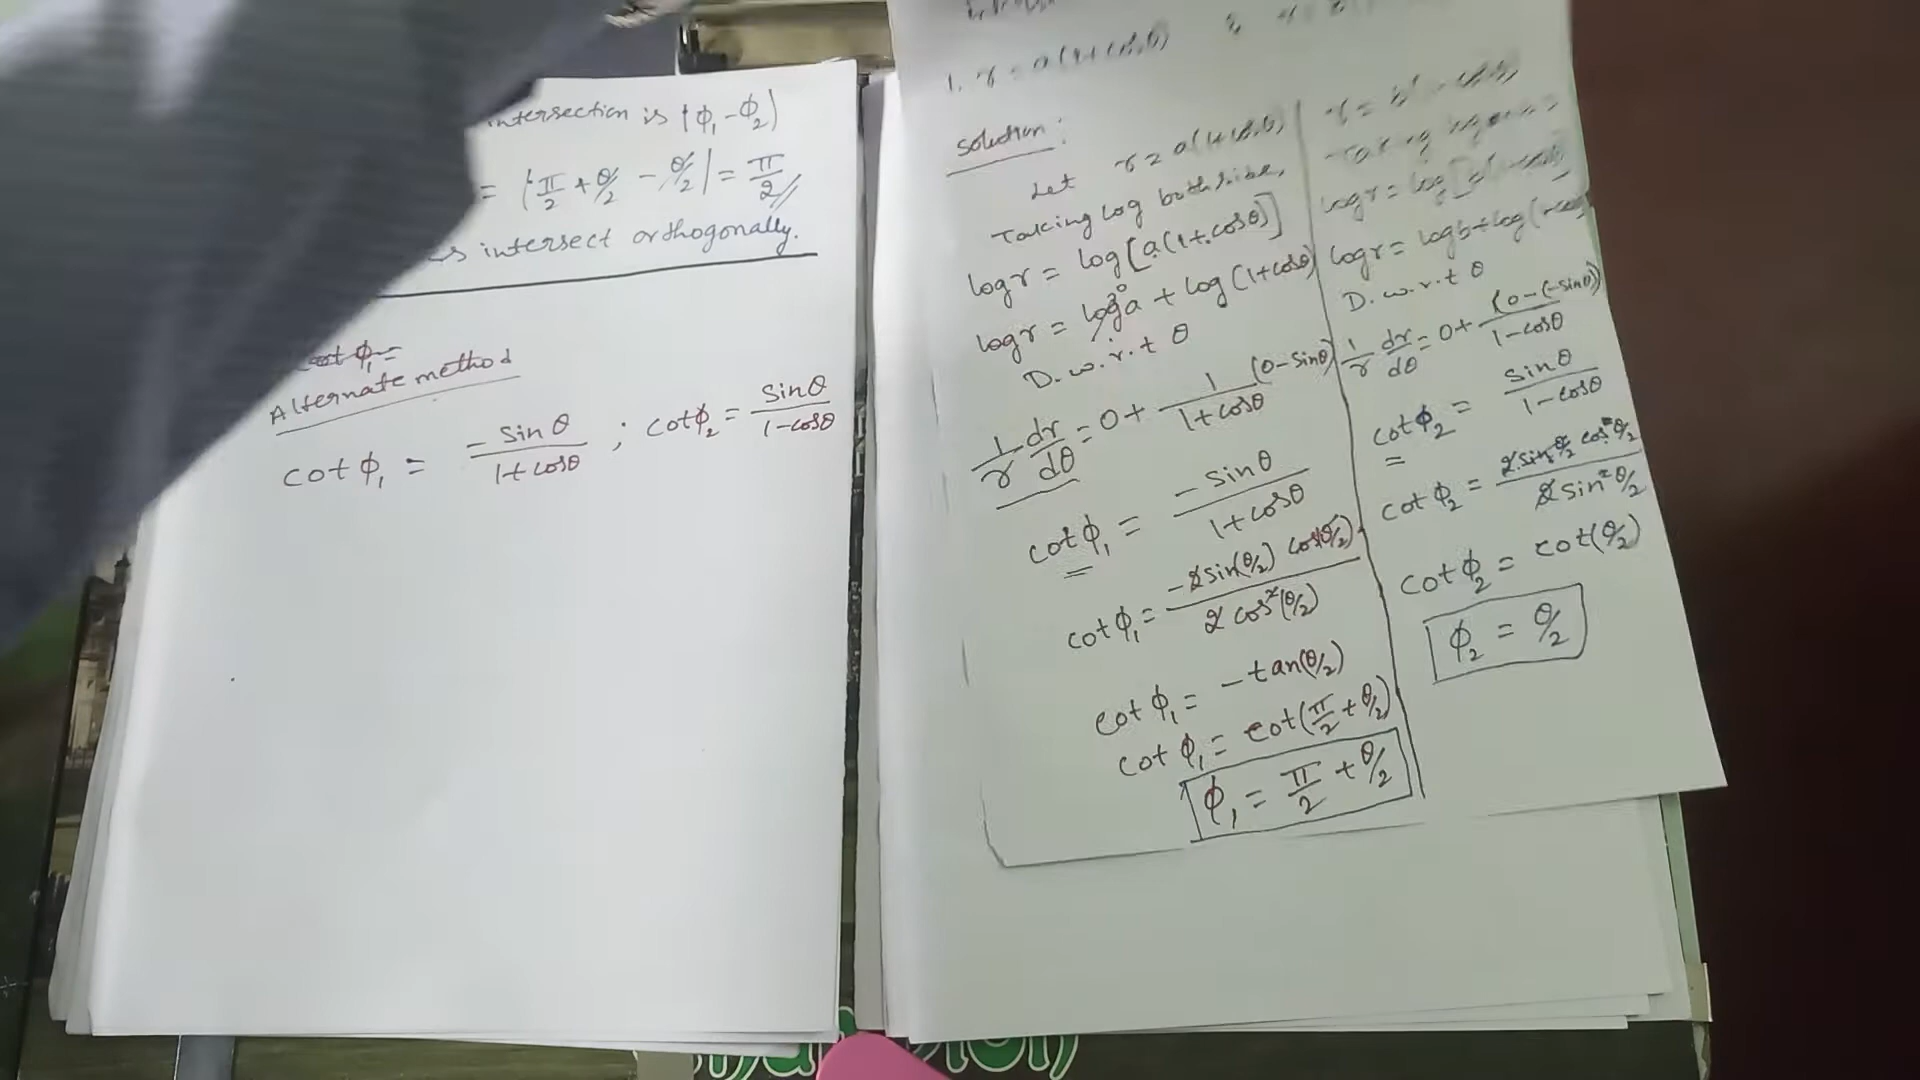 intersection is |ϕ₁ - ϕ₂|
= |π/2 + θ/2 - θ/2| = π/2 //
intersect orthogonally.
cot ϕ₁ =
Alternate method
cot ϕ₁ = - sin θ / 1 + cos θ ; cot ϕ₂ = sin θ / 1 - cos θ
1. r = a(1 + cos θ)
Solution :
Let r = a(1 + cos θ)
Taking log both side,
log r = log [a(1 + cos θ)]
log r = log a + log (1 + cos θ)
D. w. r. t θ
1/r dr/dθ = 0 + 1/1 + cos θ (0 - sin θ)
cot ϕ₁ = - sin θ / 1 + cos θ
cot ϕ₁ = - 2 sin(θ/2) cos(θ/2) / 2 cos²(θ/2)
cot ϕ₁ = - tan(θ/2)
cot ϕ₁ = cot(π/2 + θ/2)
ϕ₁ = π/2 + θ/2
log r = log b + log
D. w. r. t θ
1/r dr/dθ = 0 + (0 - (- sin θ)) / 1 - cos θ
cot ϕ₂ = sin θ / 1 - cos θ
cot ϕ₂ = 2 sin θ/2 cos θ/2 / 2 sin² θ/2
cot ϕ₂ = cot(θ/2)
ϕ₂ = θ/2